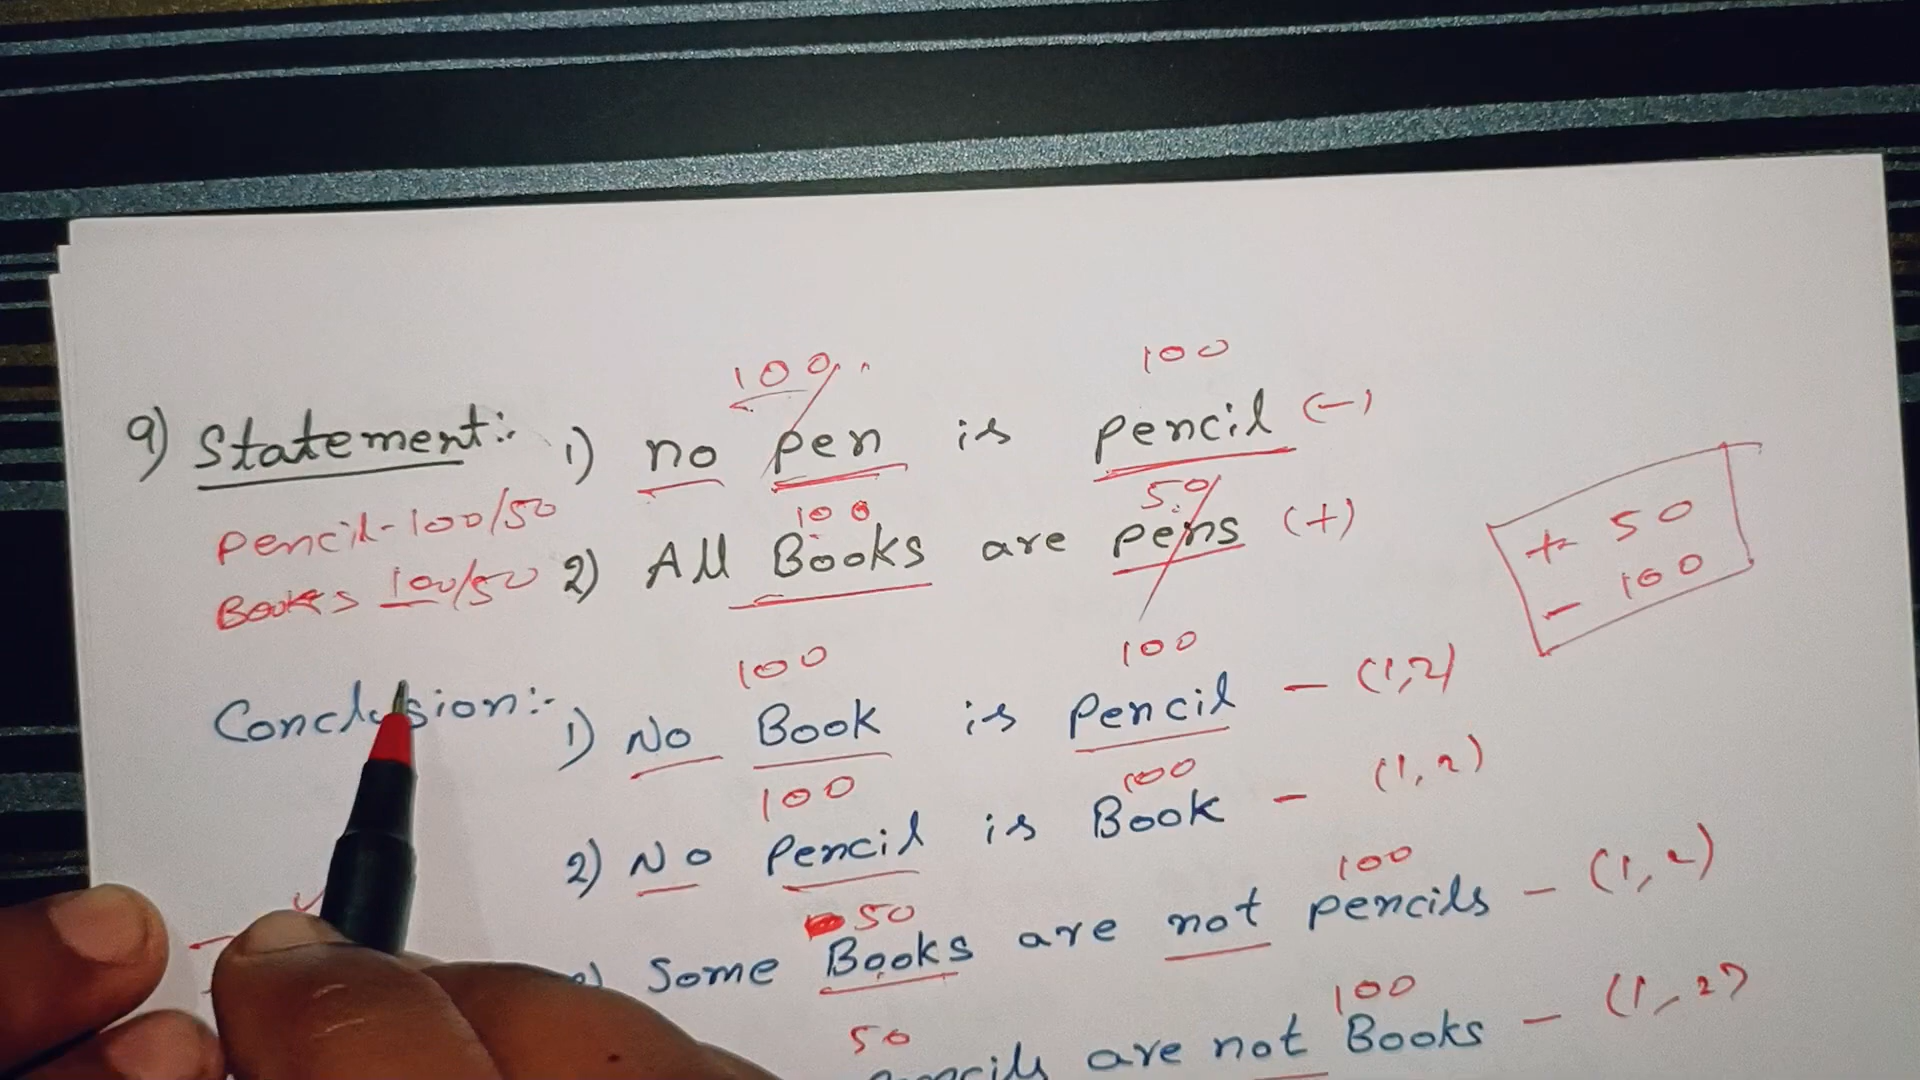 100 100
9) Statement:- 1) no pen is pencil (-)
pencil-100/50 100 50
Books 100/50 2) All Books are pens (+)
+ 50
- 100
100 100
Conclusion:- 1) No Book is Pencil - (1,2)
100 100
2) No Pencil is Book - (1,2)
50 100
Some Books are not pencils - (1,2)
50 100
are not Books - (1,2)